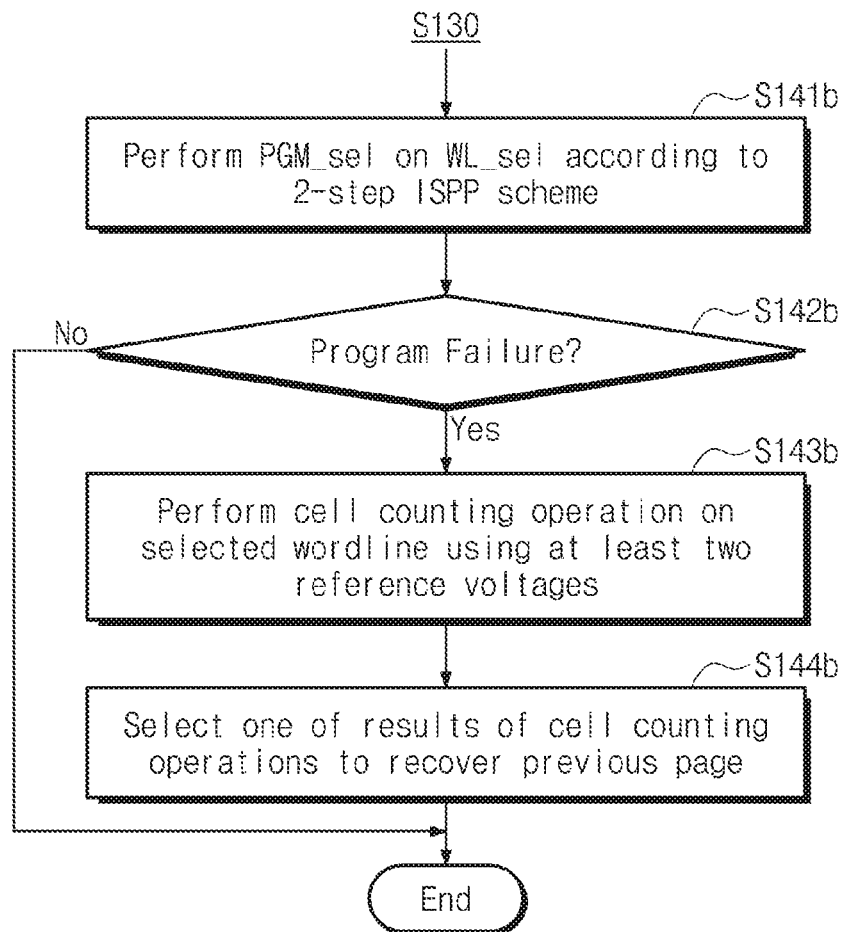 S130
S141b
Perform PGM_sel on WL_sel according to
2-step ISPP scheme
S142b
No
Program Failure?
Yes
S143b
Perform cell counting operation on
selected wordline using at least two
reference voltages
S144b
Select one of results of cell counting
operations to recover previous page
End